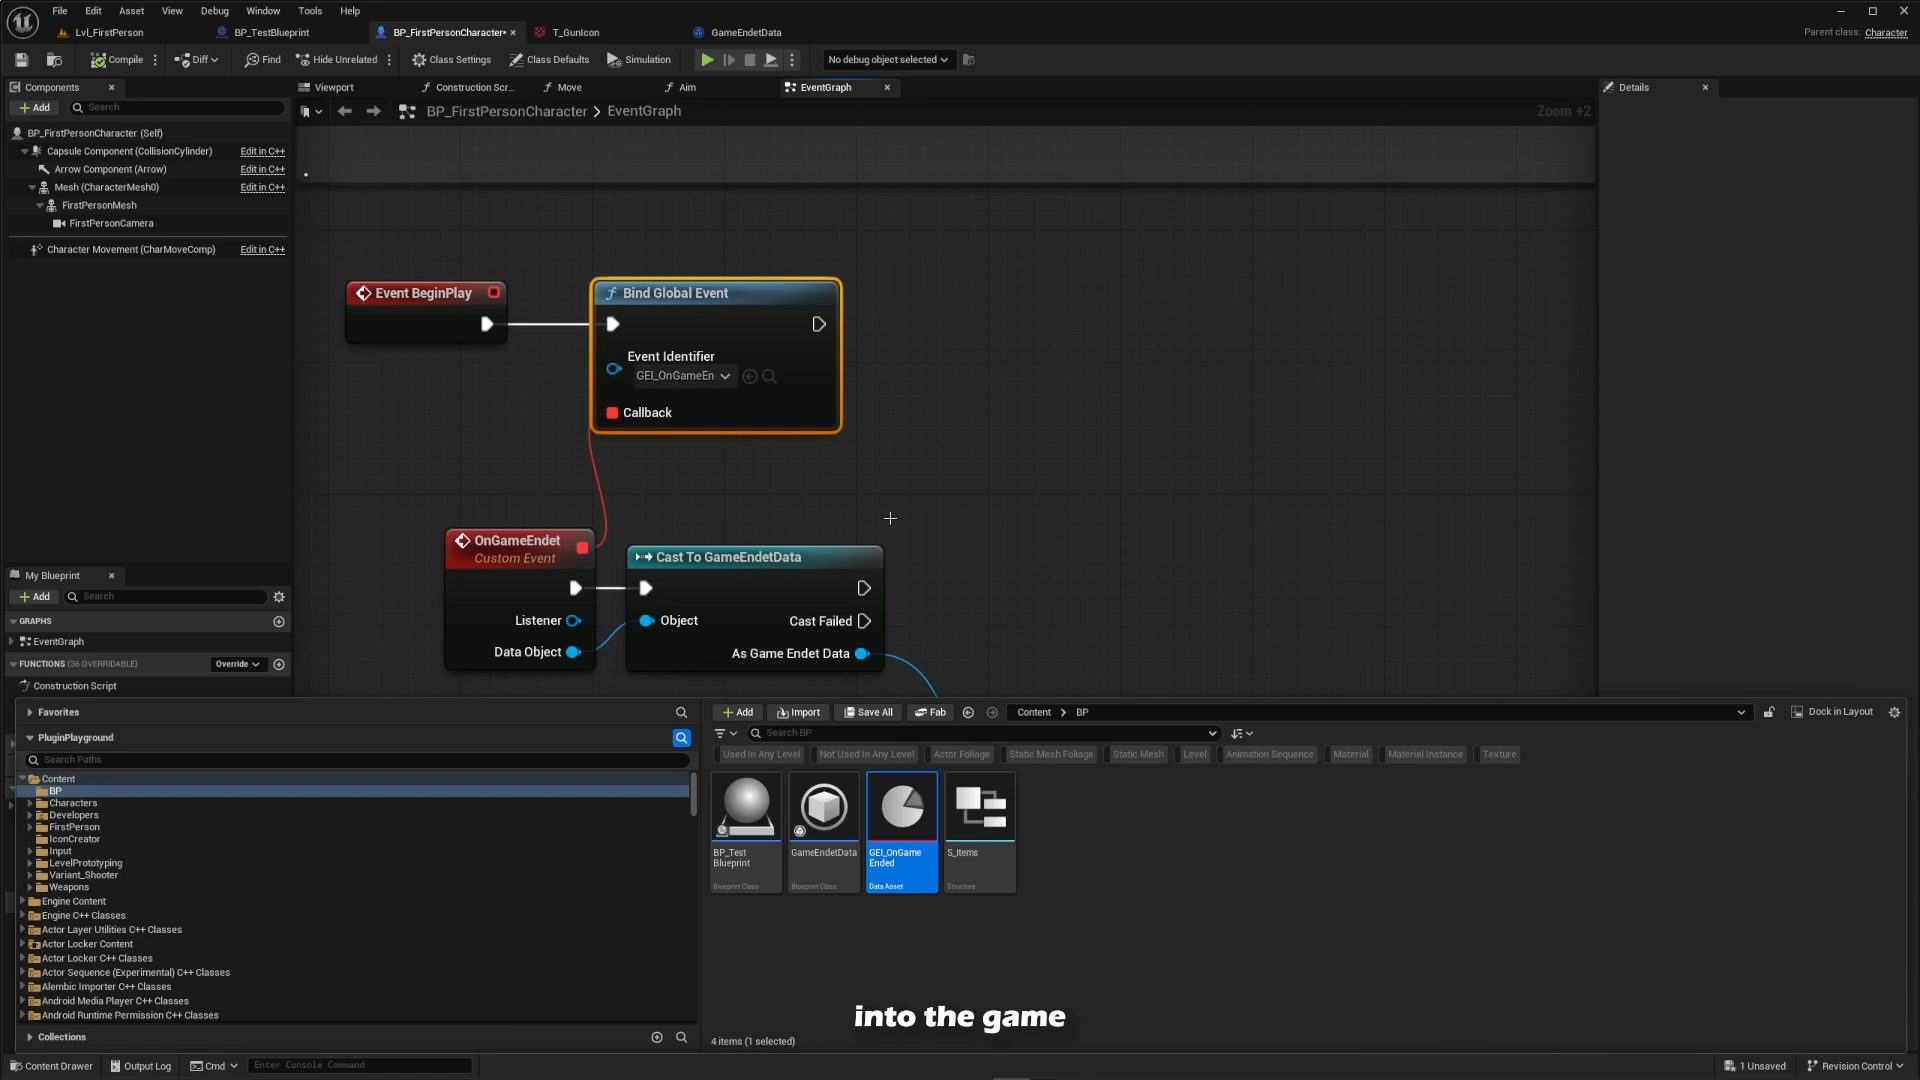 File Edit Asset View Debug Window Tools Help
Lvl_FirstPerson BP_TestBlueprint BP_FirstPersonCharacter* T_GunIcon GameEndetData
Parent class: Character
Compile Diff Find Hide Unrelated Class Settings Class Defaults Simulation No debug object selected
Components Viewport Construction Scr... Move Aim EventGraph Details
Add Search
BP_FirstPersonCharacter > EventGraph Zoom +2
BP_FirstPersonCharacter (Self)
Capsule Component (CollisionCylinder) Edit in C++
Arrow Component (Arrow) Edit in C++
Mesh (CharacterMesh0) Edit in C++
FirstPersonMesh
FirstPersonCamera
Character Movement (CharMoveComp) Edit in C++
Event BeginPlay
Bind Global Event
Event Identifier
GEI_OnGameEn
Callback
OnGameEndet
Custom Event
Listener
Data Object
Cast To GameEndetData
Object
Cast Failed
As Game Endet Data
My Blueprint
Add Search
GRAPHS
EventGraph
FUNCTIONS (36 OVERRIDABLE) Override
Construction Script
Favorites
PluginPlayground
Search Paths
Content
BP
Characters
Developers
FirstPerson
IconCreator
Input
LevelPrototyping
Variant_Shooter
Weapons
Engine Content
Engine C++ Classes
Actor Layer Utilities C++ Classes
Actor Locker Content
Actor Locker C++ Classes
Actor Sequence (Experimental) C++ Classes
Alembic Importer C++ Classes
Android Media Player C++ Classes
Android Runtime Permission C++ Classes
Collections
Add Import Save All Fab Content > BP Dock in Layout
Search BP
Used In Any Level Not Used In Any Level Actor Foliage Static Mesh Foliage Static Mesh Level Animation Sequence Material Material Instance Texture
BP_Test
Blueprint
Blueprint Class
GameEndetData
Blueprint Class
GEI_OnGame
Ended
Data Asset
S_Items
Structure
into the game
4 items (1 selected)
Content Drawer Output Log Cmd Enter Console Command 1 Unsaved Revision Control